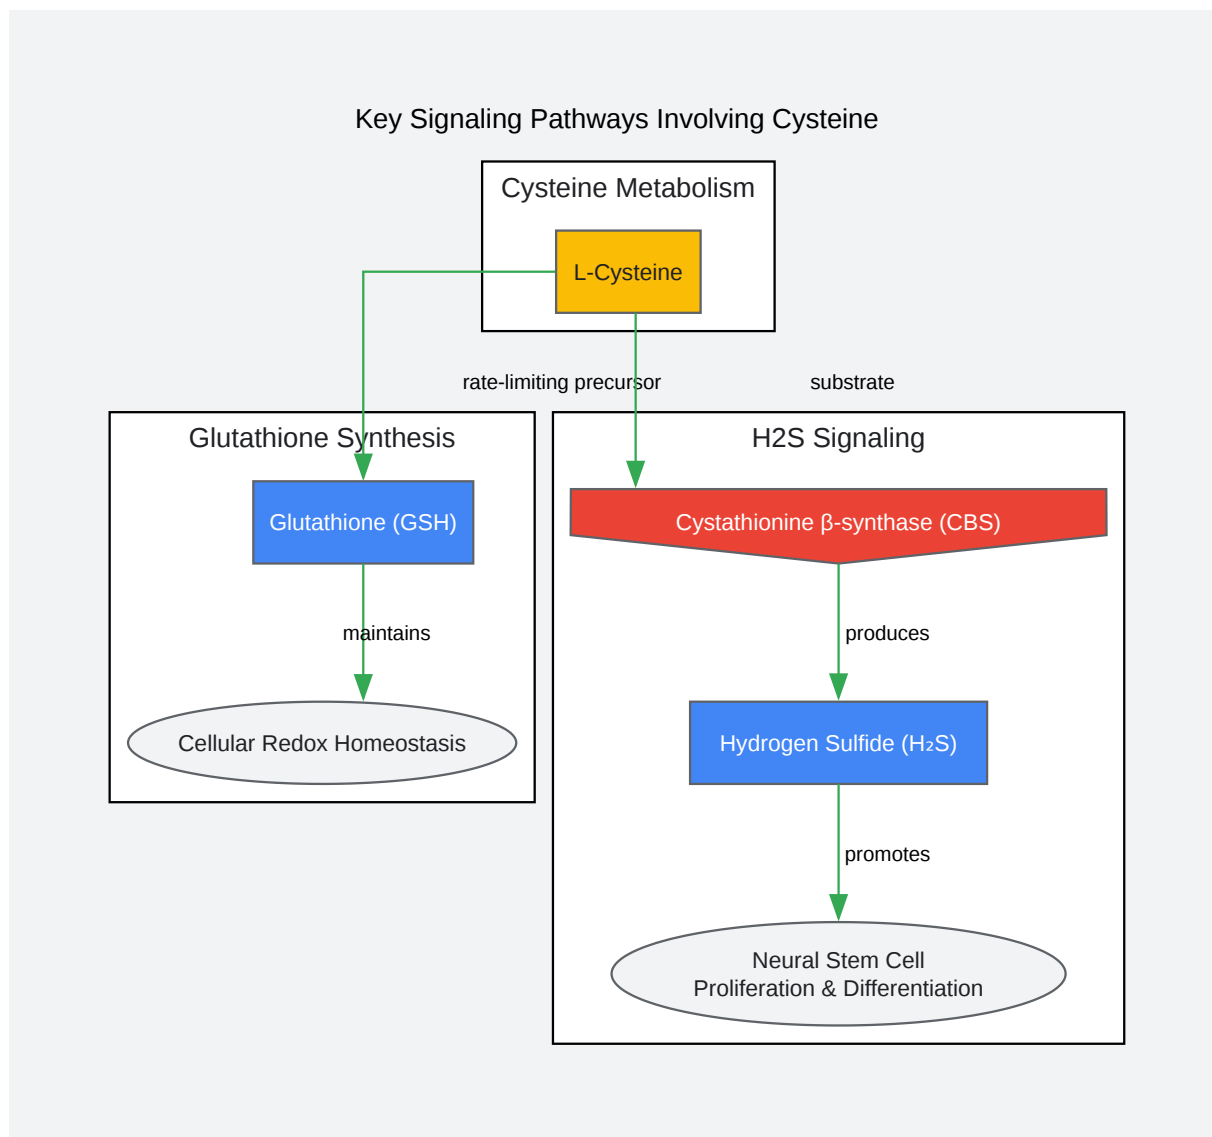 Key Signaling Pathways Involving Cysteine
Cysteine Metabolism
L-Cysteine
rate-limiting precursor
substrate
Glutathione Synthesis
H2S Signaling
Glutathione (GSH)
Cystathionine β-synthase (CBS)
maintains
produces
Cellular Redox Homeostasis
Hydrogen Sulfide (H₂S)
promotes
Neural Stem Cell
Proliferation & Differentiation